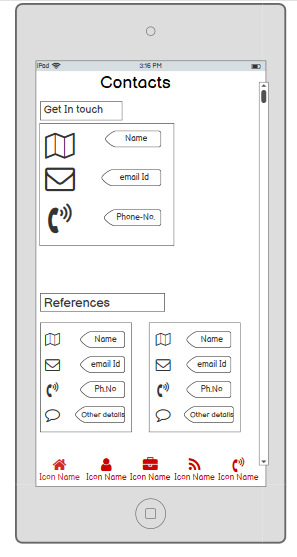 iPad 3:16 PM
Contacts
Get In touch
Name
email Id
Phone-No.
References
Name Name
email Id email Id
Ph.No Ph.No
Other details Other details
Icon Name Icon Name Icon Name Icon Name Icon Name